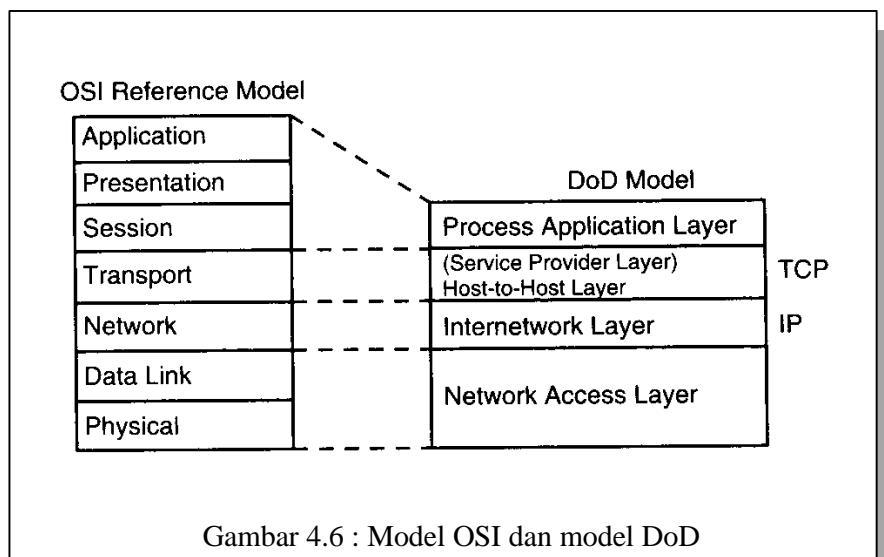 OSI Reference Model
Application
Presentation
Session
Transport
Network
Data Link
Physical
DoD Model
Process Application Layer
(Service Provider Layer)
Host-to-Host Layer
TCP
Internetwork Layer
IP
Network Access Layer
Gambar 4.6 : Model OSI dan model DoD